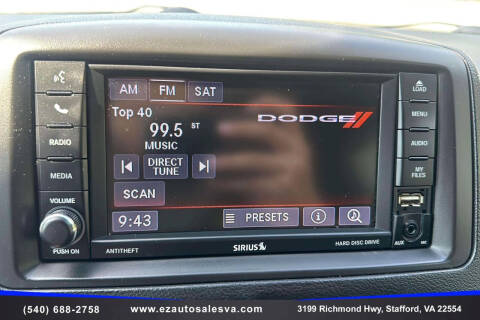 AM FM SAT
Top 40
99.5 ST
MUSIC
DODGE
DIRECT
TUNE
SCAN
9:43
PRESETS
RADIO
MEDIA
VOLUME
PUSH ON
ANTITHEFT
SIRIUS
HARD DISC DRIVE
LOAD
MENU
AUDIO
MY
FILES
AUX
(540) 688-2758
www.ezautosalesva.com
3199 Richmond Hwy, Stafford, VA 22554